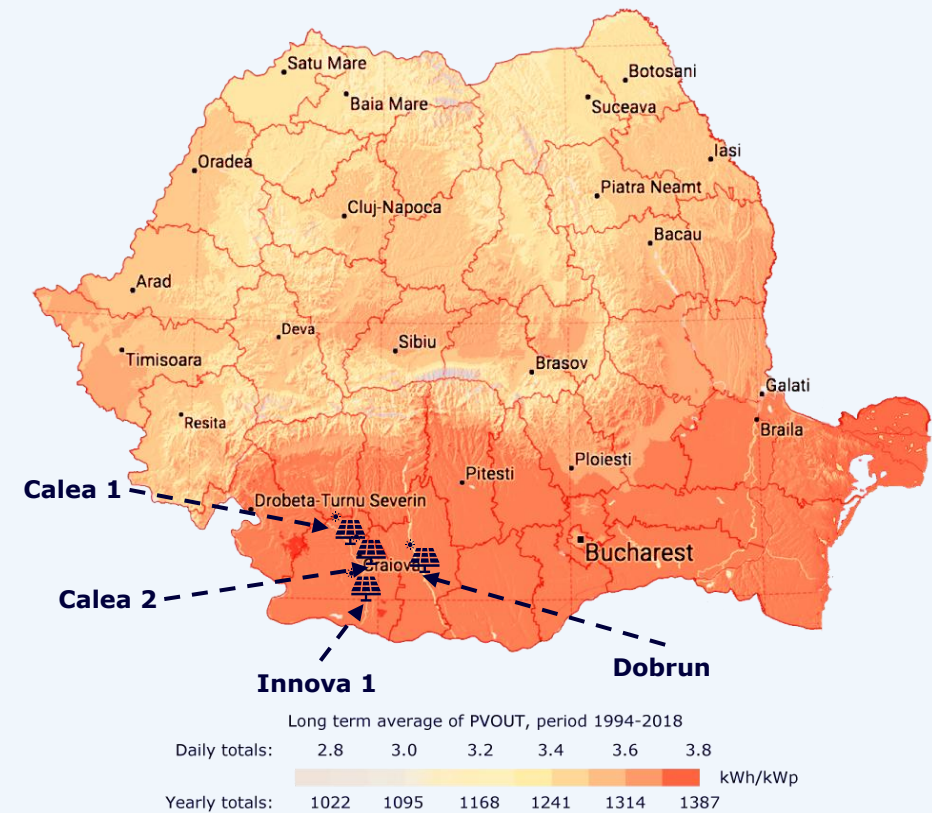 Satu Mare
Botosani
Baia Mare
Suceava
Iasi
Oradea
Piatra Neamt
Cluj-Napoca
Bacau
Arad
Deva
Sibiu
Timisoara
Brasov
Galati
Resita
Braila
Ploiesti
Pitesti
Calea 1
Drobeta-Turnu Severin
Bucharest
Craiova
Calea 2
Dobrun
Innova 1
Long term average of PVOUT, period 1994-2018
Daily totals: 2.8 3.0 3.2 3.4 3.6 3.8
kWh/kWp
Yearly totals: 1022 1095 1168 1241 1314 1387